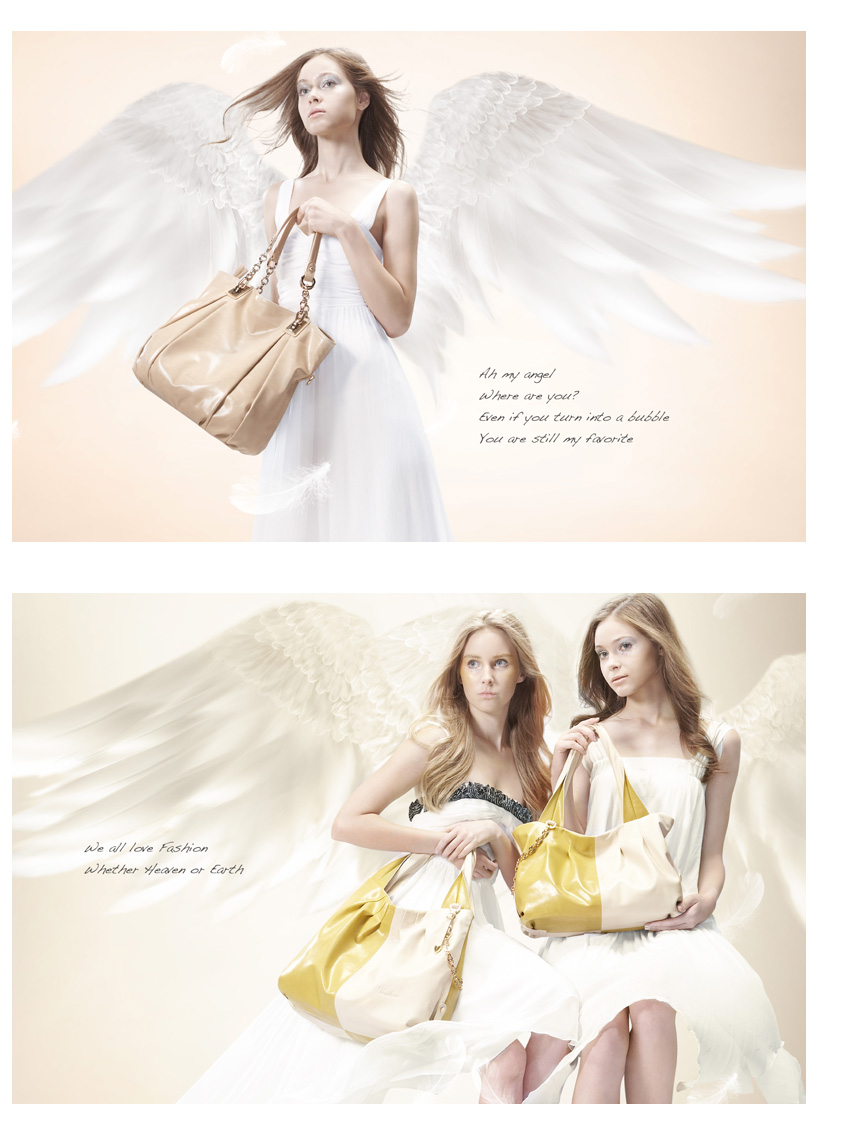 Ah my angel
Where are you?
Even if you turn into a bubble
You are still my favorite
We all love Fashion
Whether Heaven or Earth